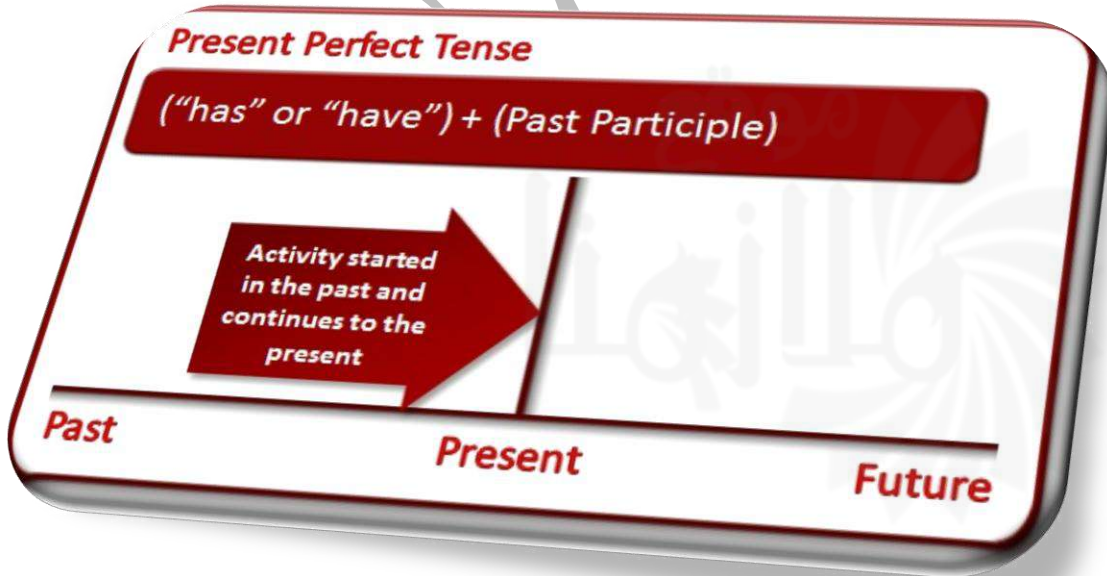 Present Perfect Tense
(“has” or “have”) + (Past Participle)
Activity started
in the past and
continues to the
present
Past
Present
Future